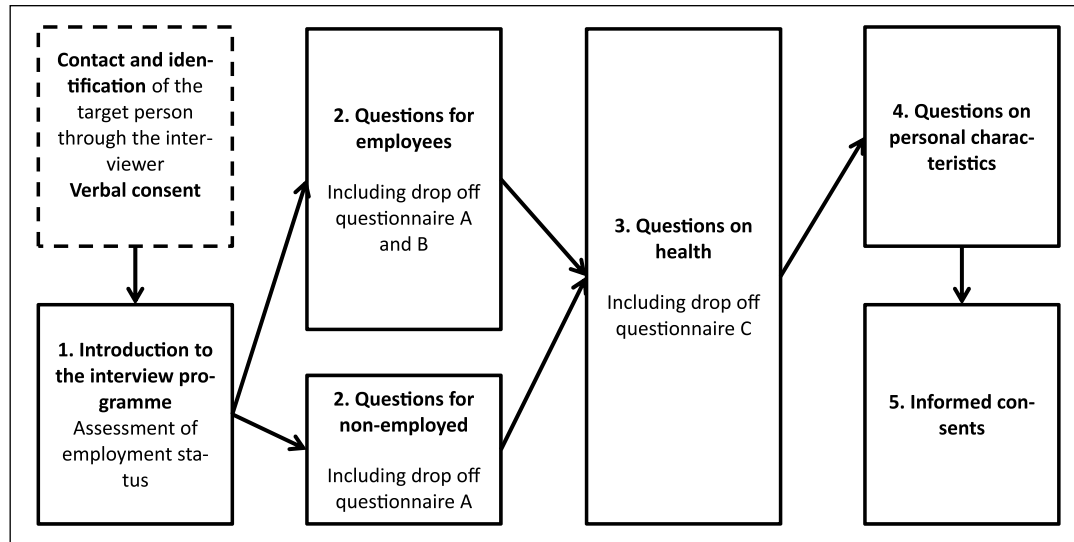 Contact and iden-
tification of the
target person
through the inter-
viewer
Verbal consent
1. Introduction to
the interview pro-
gramme
Assessment of
employment sta-
tus
2. Questions for
employees
Including drop off
questionnaire A
and B
2. Questions for
non-employed
Including drop off
questionnaire A
3. Questions on
health
Including drop off
questionnaire C
4. Questions on
personal charac-
teristics
5. Informed con-
sents